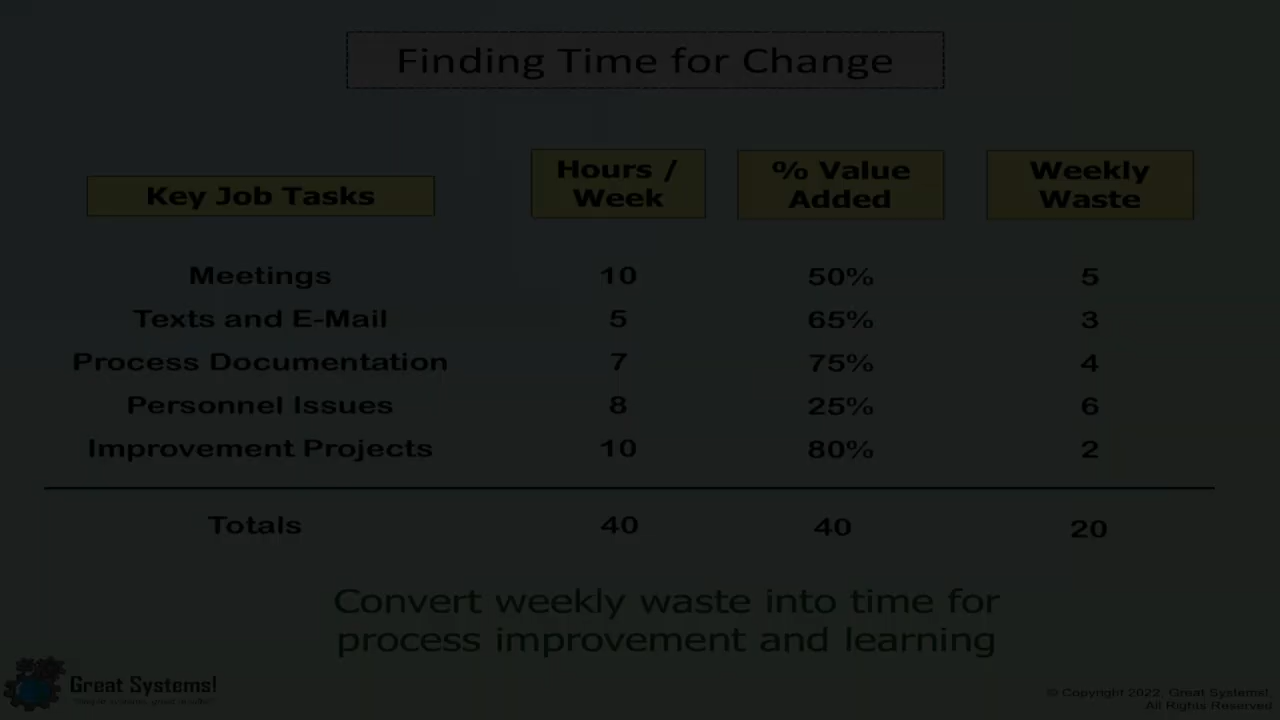 Finding Time for Change
Key Job Tasks
Hours /
Week
% Value
Added
Weekly
Waste
Meetings 10 50% 5
Texts and E-Mail 5 65% 3
Process Documentation 7 75% 4
Personnel Issues 8 25% 6
Improvement Projects 10 80% 2
Totals 40 40 20
Convert weekly waste into time for
process improvement and learning
Great Systems!
© Copyright 2022, Great Systems!,
All Rights Reserved